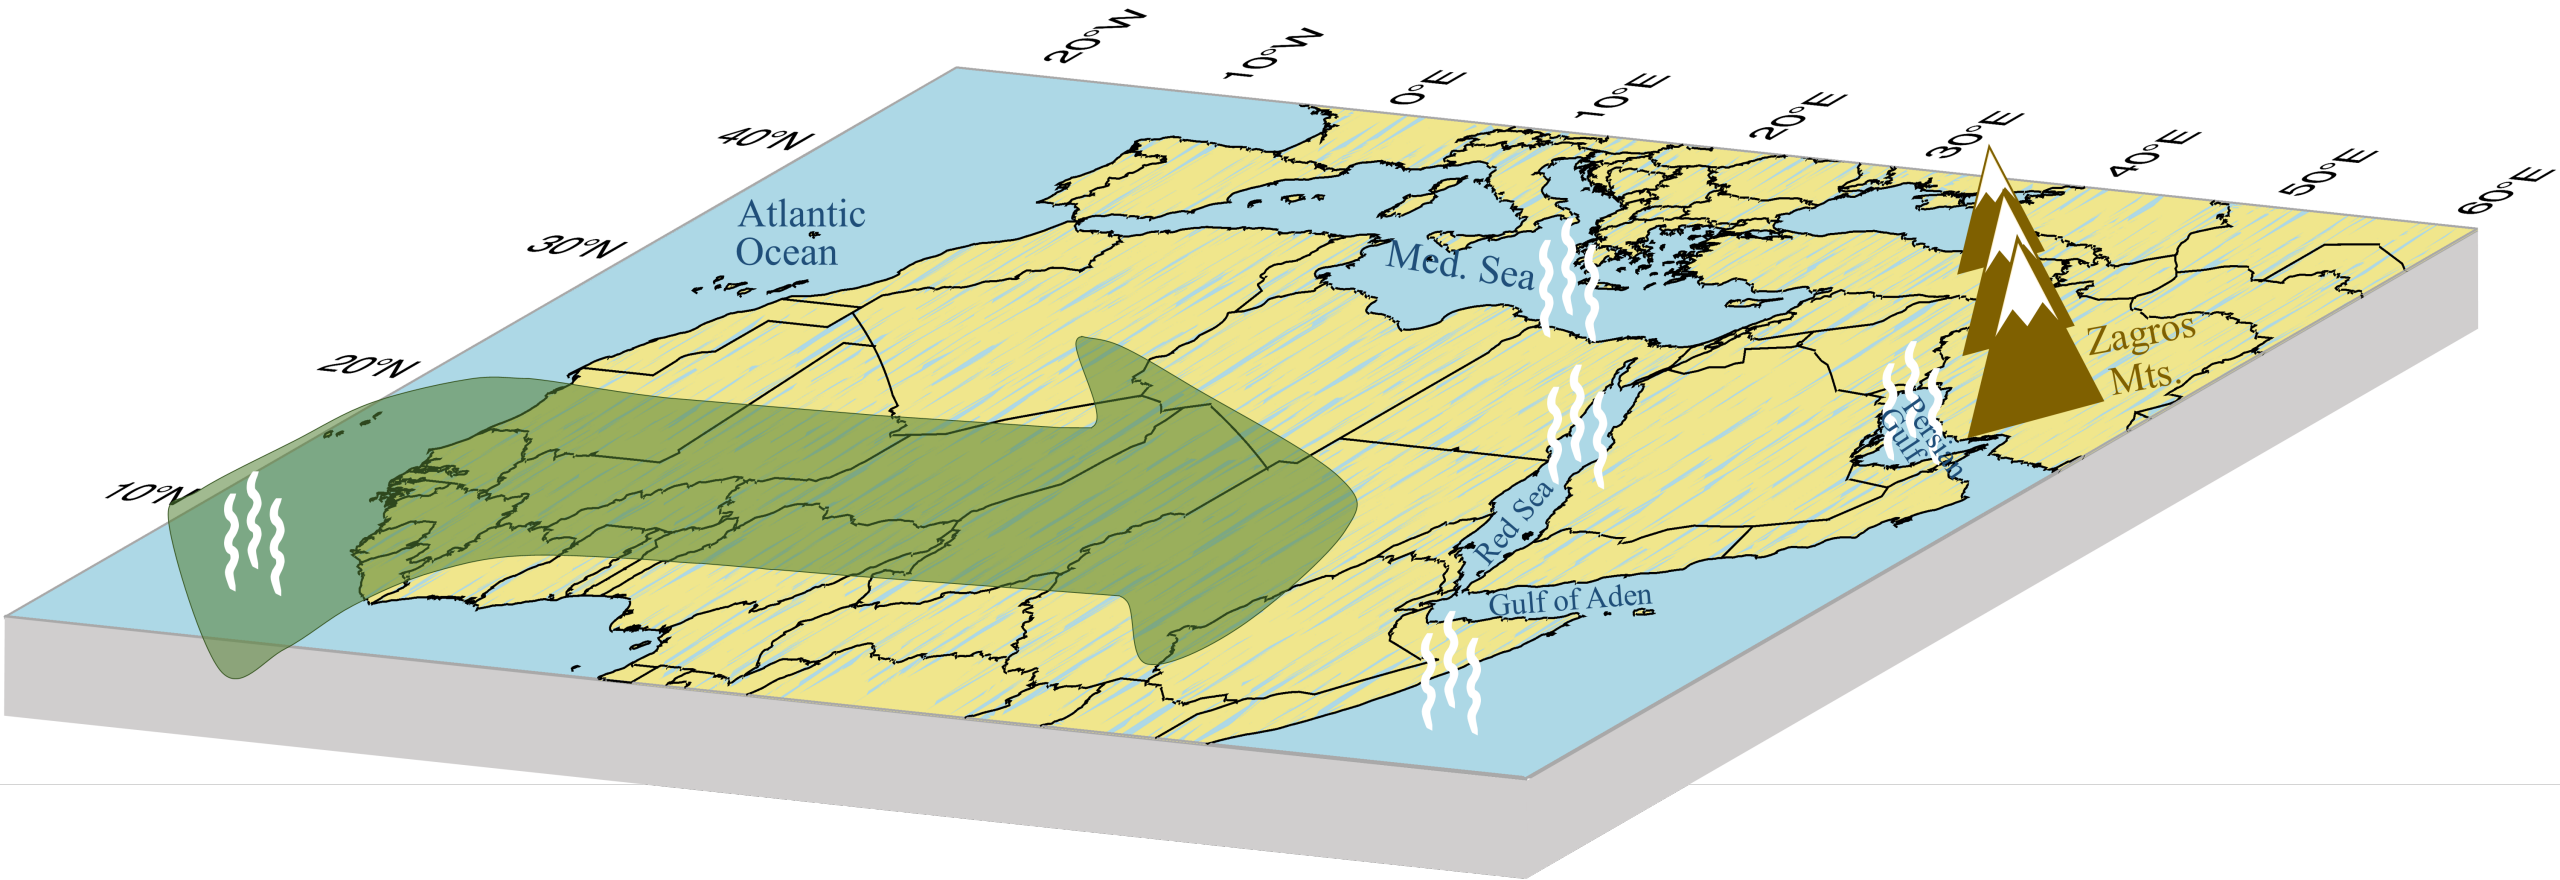 20°W
10°W
0°E
10°E
20°E
30°E
40°E
50°E
60°E
40°N
30°N
20°N
10°N
Atlantic
Ocean
Med. Sea
Zagros
Mts.
Persian
Gulf
Red Sea
Gulf of Aden